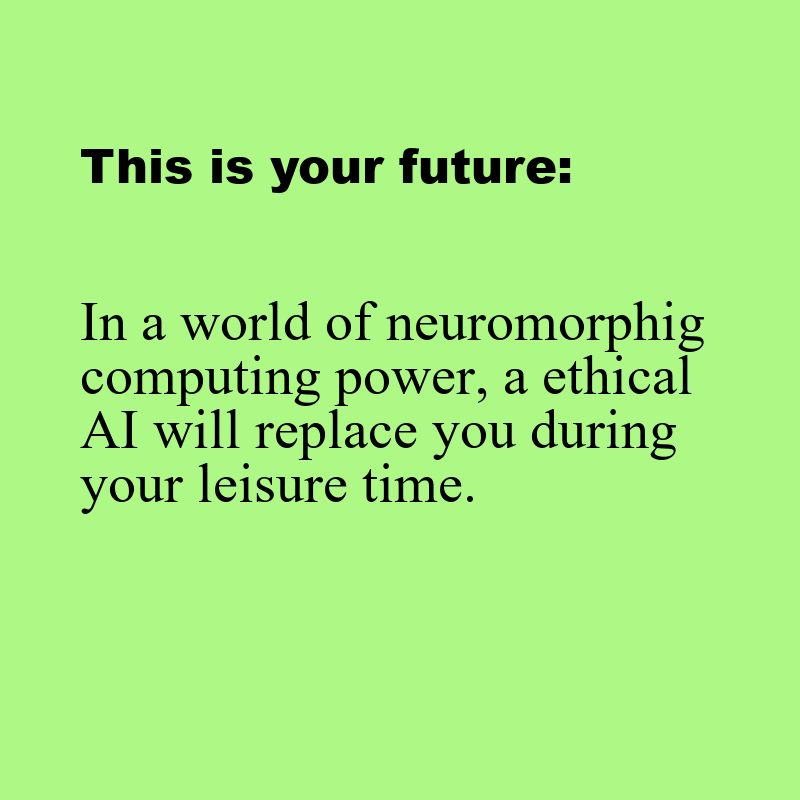 This is your future:
In a world of neuromorphig
computing power, a ethical
AI will replace you during
your leisure time.